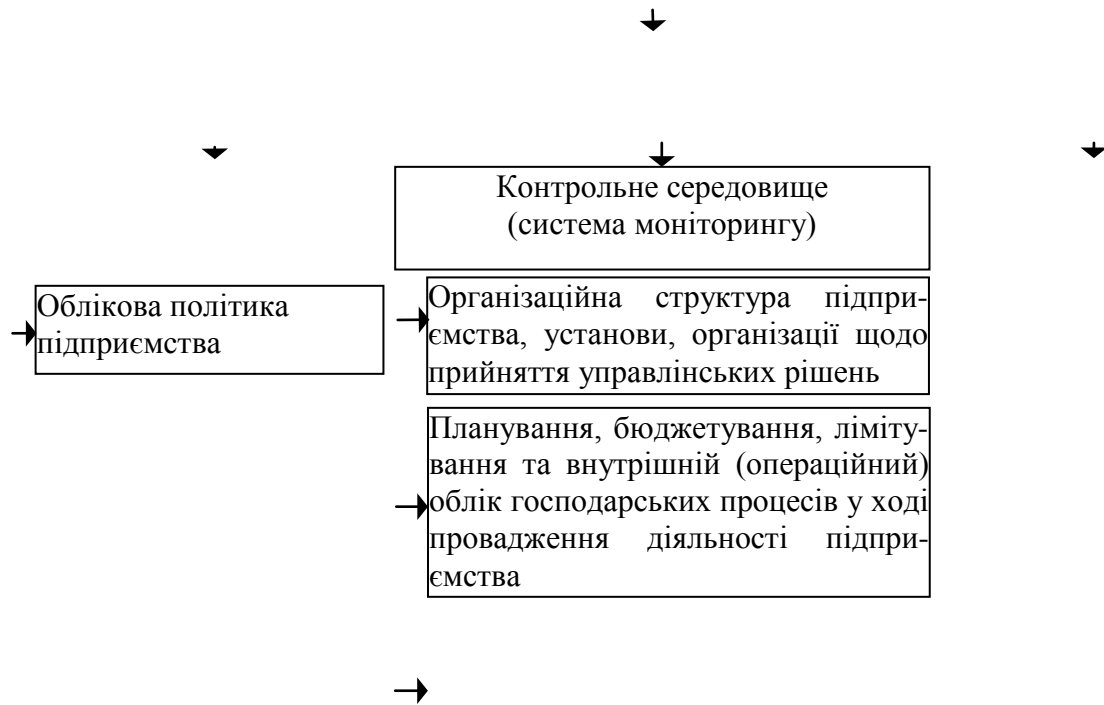 Контрольне середовище
(система моніторингу)
Облікова політика
підприємства
Організаційна структура підпри-
ємства, установи, організації щодо
прийняття управлінських рішень
Планування, бюджетування, ліміту-
вання та внутрішній (операційний)
облік господарських процесів у ході
провадження діяльності підпри-
ємства